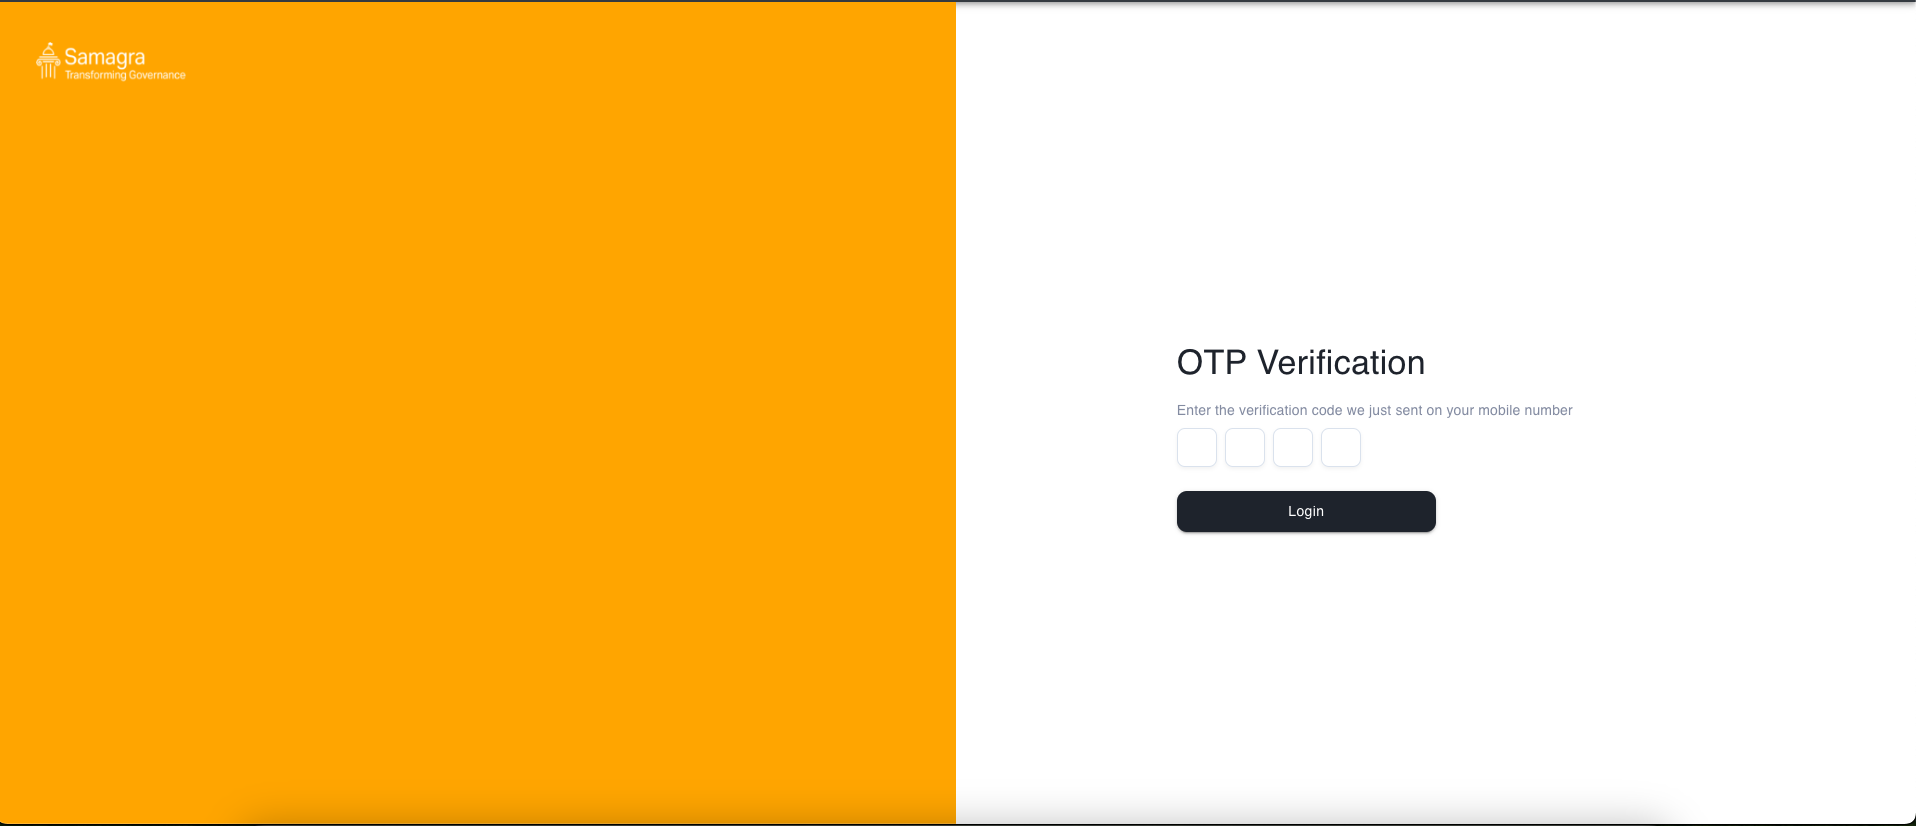 Samagra
Transforming Governance
OTP Verification
Enter the verification code we just sent on your mobile number
Login